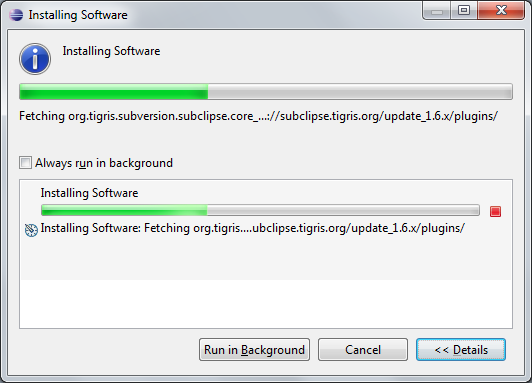 Installing Software
Installing Software
Fetching org.tigris.subversion.subclipse.core_...://subclipse.tigris.org/update_1.6.x/plugins/
Always run in background
Installing Software
Installing Software: Fetching org.tigris....ubclipse.tigris.org/update_1.6.x/plugins/
Run in Background Cancel << Details